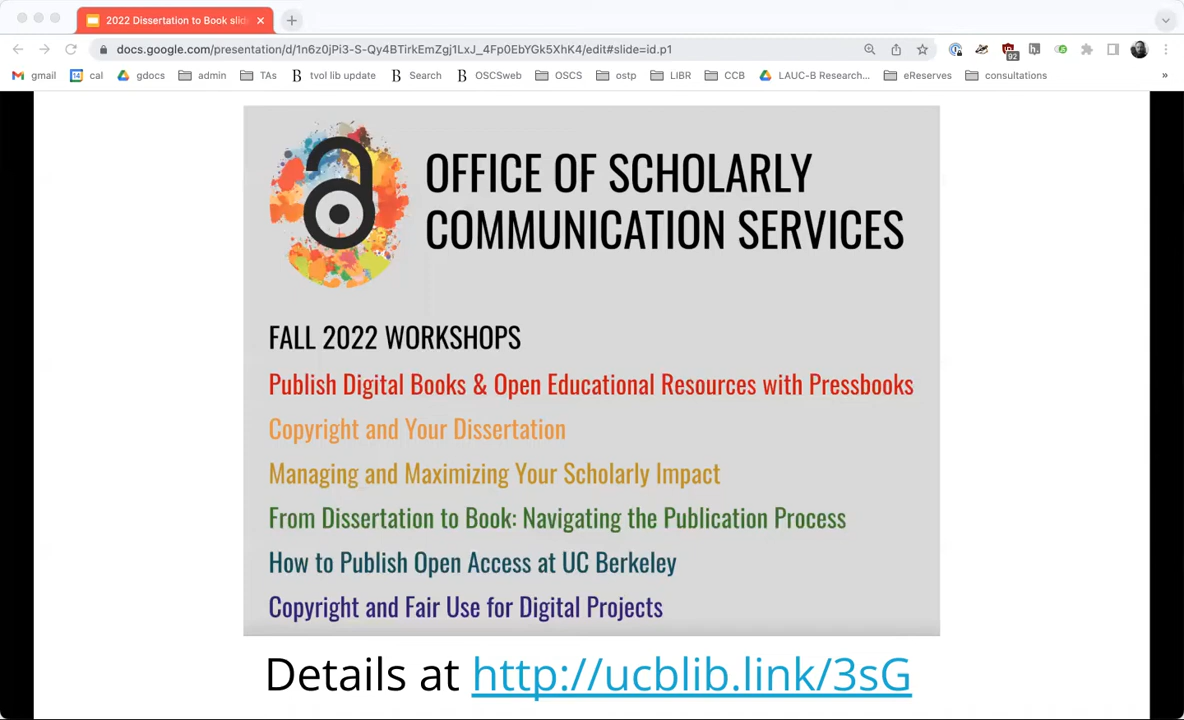 2022 Dissertation to Book slid
docs.google.com/presentation/d/1n6z0jPi3-S-Qy4BTirkEmZgj1LxJ_4Fp0EbYGk5XhK4/edit#slide=id.p1
92
gmail 14 cal gdocs admin TAs B tvol lib update B Search B OSCSweb OSCS ostp LIBR CCB LAUC-B Research... eReserves consultations »
OFFICE OF SCHOLARLY
COMMUNICATION SERVICES
FALL 2022 WORKSHOPS
Publish Digital Books & Open Educational Resources with Pressbooks
Copyright and Your Dissertation
Managing and Maximizing Your Scholarly Impact
From Dissertation to Book: Navigating the Publication Process
How to Publish Open Access at UC Berkeley
Copyright and Fair Use for Digital Projects
Details at http://ucblib.link/3sG